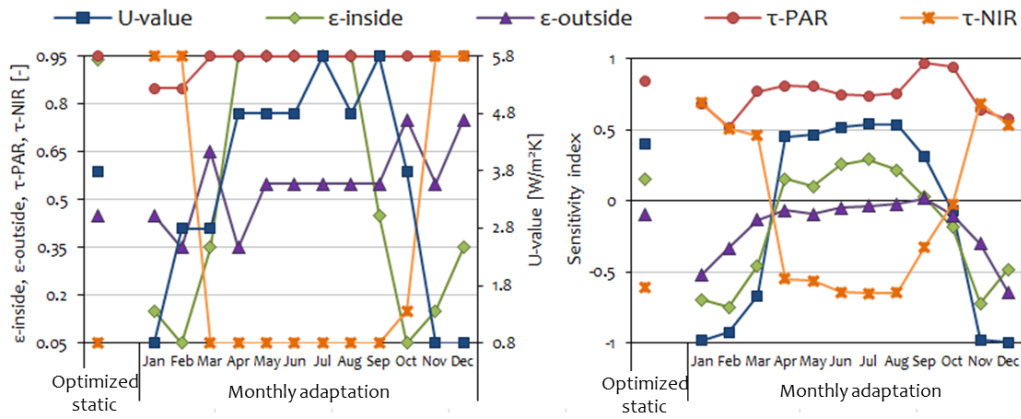 U-value ε-inside ε-outside τ-PAR τ-NIR
ε-inside, ε-outside, τ-PAR, τ-NIR [-]
0.95
0.8
0.65
0.5
0.35
0.2
0.05
5.8
4.8
3.8
2.8
1.8
0.8
U-value [W/m²K]
Jan Feb Mar Apr May Jun Jul Aug Sep Oct Nov Dec
Optimized
static
Monthly adaptation
Sensitivity index
1
0.5
0
-0.5
-1
Jan Feb Mar Apr May Jun Jul Aug Sep Oct Nov Dec
Optimized
static
Monthly adaptation